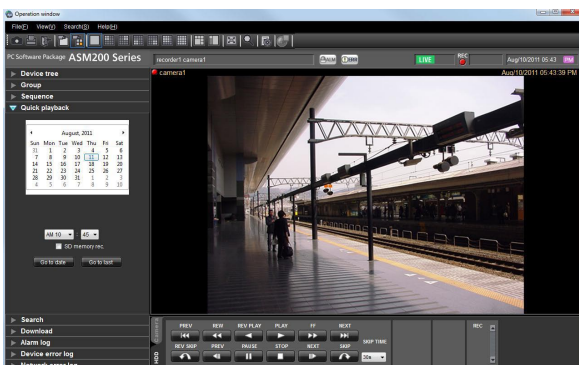 Operation window
File(F) View(V) Search(S) Help(H)
PC Software Package ASM200 Series
recorder1 camera1
ALM
ERR
LIVE
REC
Aug/10/2011 05:43 PM
Device tree
Group
Sequence
Quick playback
camera1
Aug/10/2011 05:43:39 PM
August, 2011
Sun Mon Tue Wed Thu Fri Sat
31 1 2 3 4 5 6
7 8 9 10 11 12 13
14 15 16 17 18 19 20
21 22 23 24 25 26 27
28 29 30 31 1 2 3
4 5 6 7 8 9 10
AM 10 : 45
SD memory rec.
Go to date Go to last
Search
Download
Alarm log
Device error log
Network error log
Camera
HDD
PREV REW REV PLAY PLAY FF NEXT
REV SKIP PREV PAUSE STOP NEXT SKIP
SKIP TIME
30s
REC